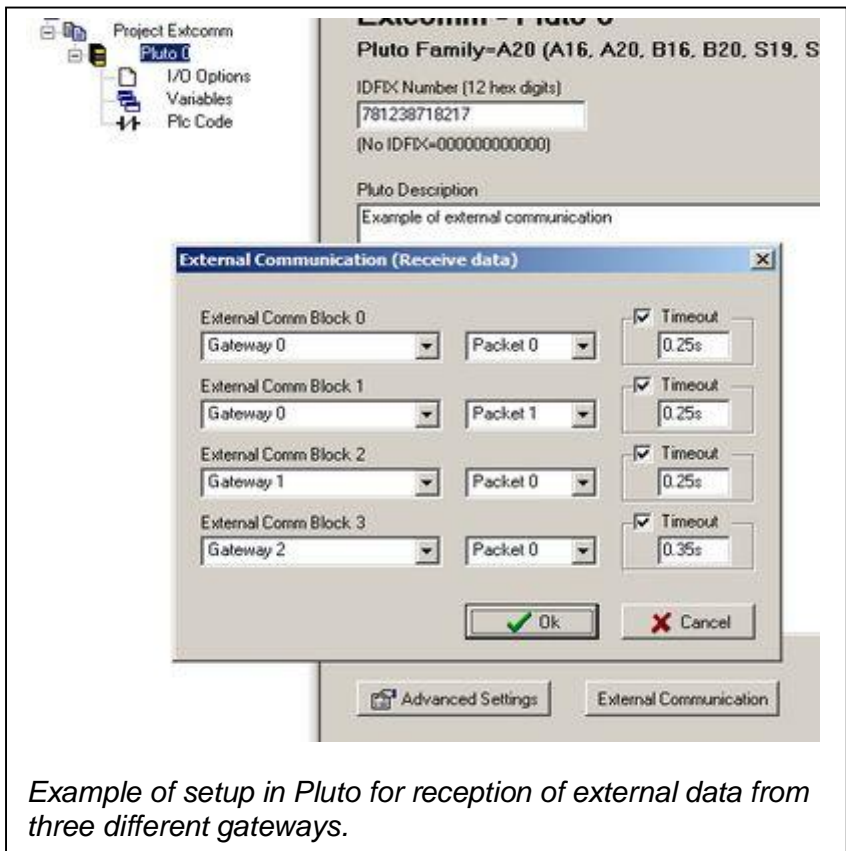 Extcomm - Pluto 0
Project Extcomm
Pluto 0
I/O Options
Variables
Plc Code
Pluto Family=A20 (A16, A20, B16, B20, S19, S
IDFIX Number (12 hex digits)
781238718217
(No IDFIX=000000000000)
Pluto Description
Example of external communication
External Communication (Receive data)
External Comm Block 0
Gateway 0 Packet 0 Timeout 0.25s
External Comm Block 1
Gateway 0 Packet 1 Timeout 0.25s
External Comm Block 2
Gateway 1 Packet 0 Timeout 0.25s
External Comm Block 3
Gateway 2 Packet 0 Timeout 0.35s
Ok Cancel
Advanced Settings External Communication
Example of setup in Pluto for reception of external data from
three different gateways.